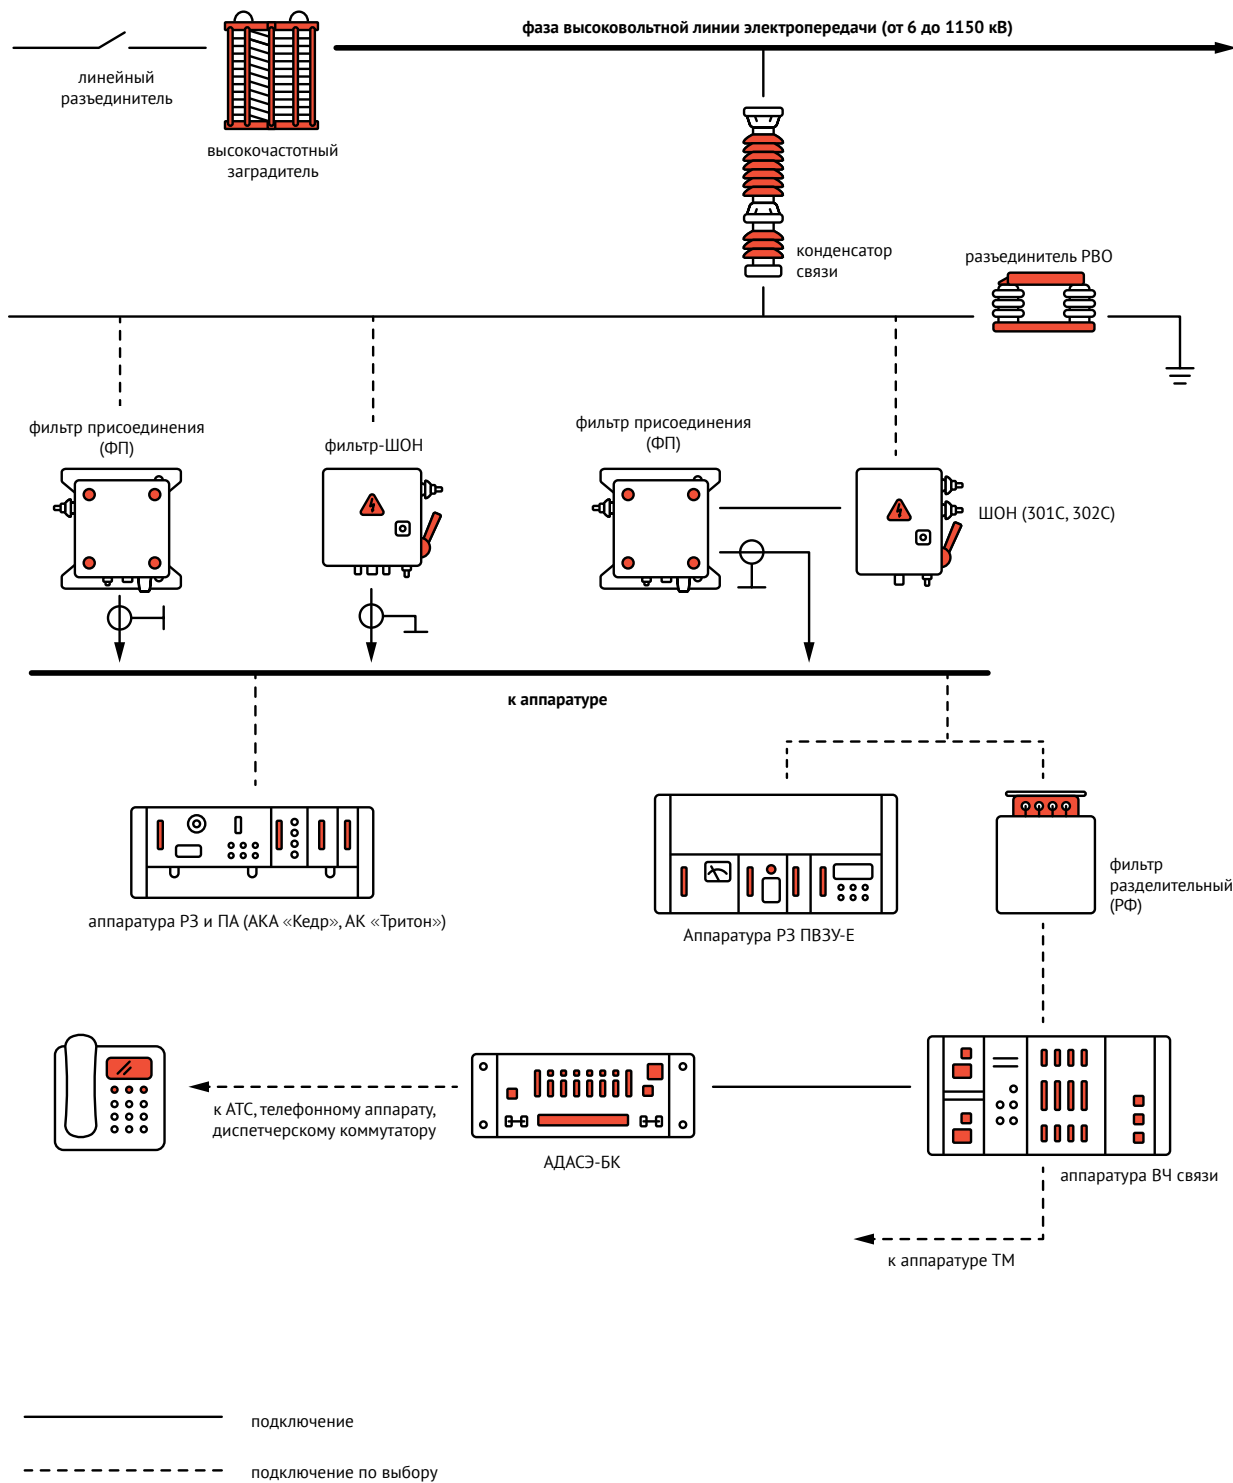 фаза высоковольтной линии электропередачи (от 6 до 1150 кВ)
линейный
разъединитель
высокочастотный
заградитель
конденсатор
связи
разъединитель РВО
фильтр присоединения
(ФП)
фильтр-ШОН
фильтр присоединения
(ФП)
ШОН (301С, 302С)
к аппаратуре
аппаратура РЗ и ПА (АКА «Кедр», АК «Тритон»)
Аппаратура РЗ ПВЗУ-Е
фильтр
разделительный
(РФ)
к АТС, телефонному аппарату,
диспетчерскому коммутатору
АДАСЭ-БК
аппаратура ВЧ связи
к аппаратуре ТМ
подключение
подключение по выбору